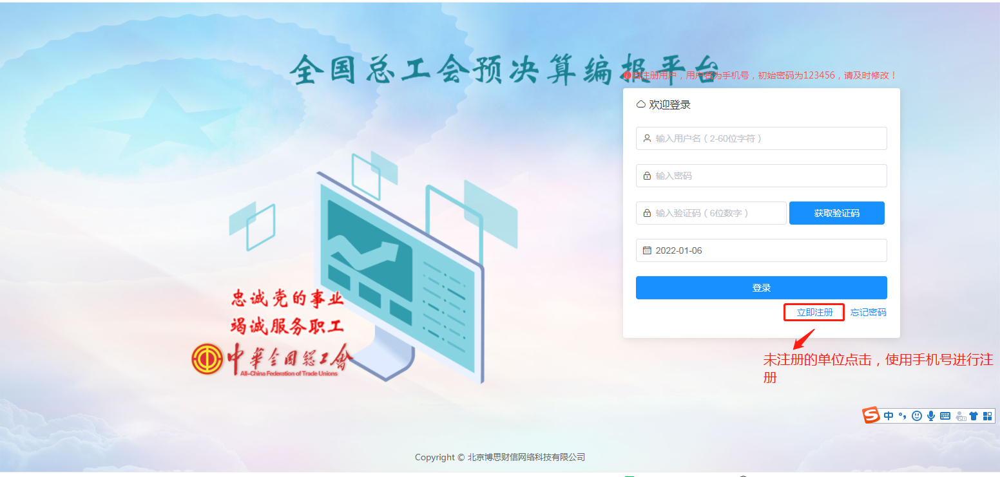 全国总工会预决算编报平台
已注册用户，用户名为手机号，初始密码为123456，请及时修改！
欢迎登录
输入用户名（2-60位字符）
输入密码
输入验证码（6位数字）
获取验证码
2022-01-06
登录
立即注册
忘记密码
未注册的单位点击，使用手机号进行注
册
忠诚党的事业
竭诚服务职工
中华全国总工会
All-China Federation of Trade Unions
中
Copyright © 北京博思财信网络科技有限公司